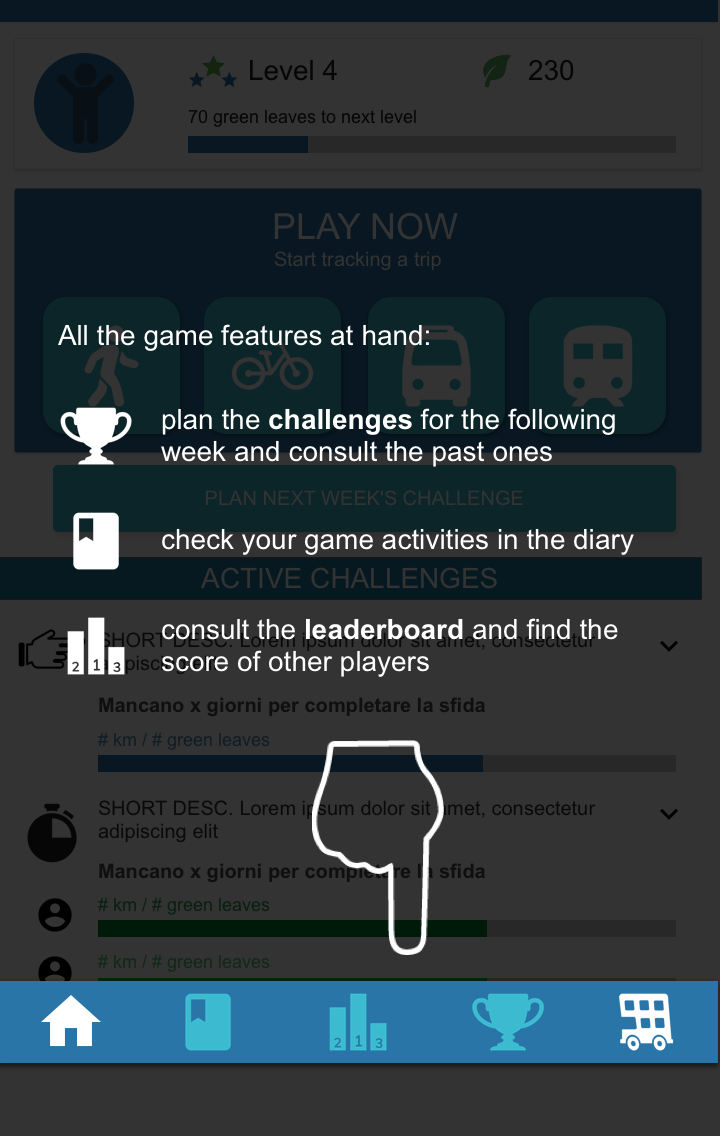 Level 4
230
70 green leaves to next level
PLAY NOW
Start tracking a trip
All the game features at hand:
plan the challenges for the following
week and consult the past ones
PLAN NEXT WEEK'S CHALLENGE
check your game activities in the diary
ACTIVE CHALLENGES
consult the leaderboard and find the
score of other players
2 1 3
SHORT DESC. Lorem ipsum dolor sit amet, consectetur
adipiscing elit
Mancano x giorni per completare la sfida
# km / # green leaves
SHORT DESC. Lorem ipsum dolor sit amet, consectetur
adipiscing elit
Mancano x giorni per completare la sfida
# km / # green leaves
# km / # green leaves
2 1 3